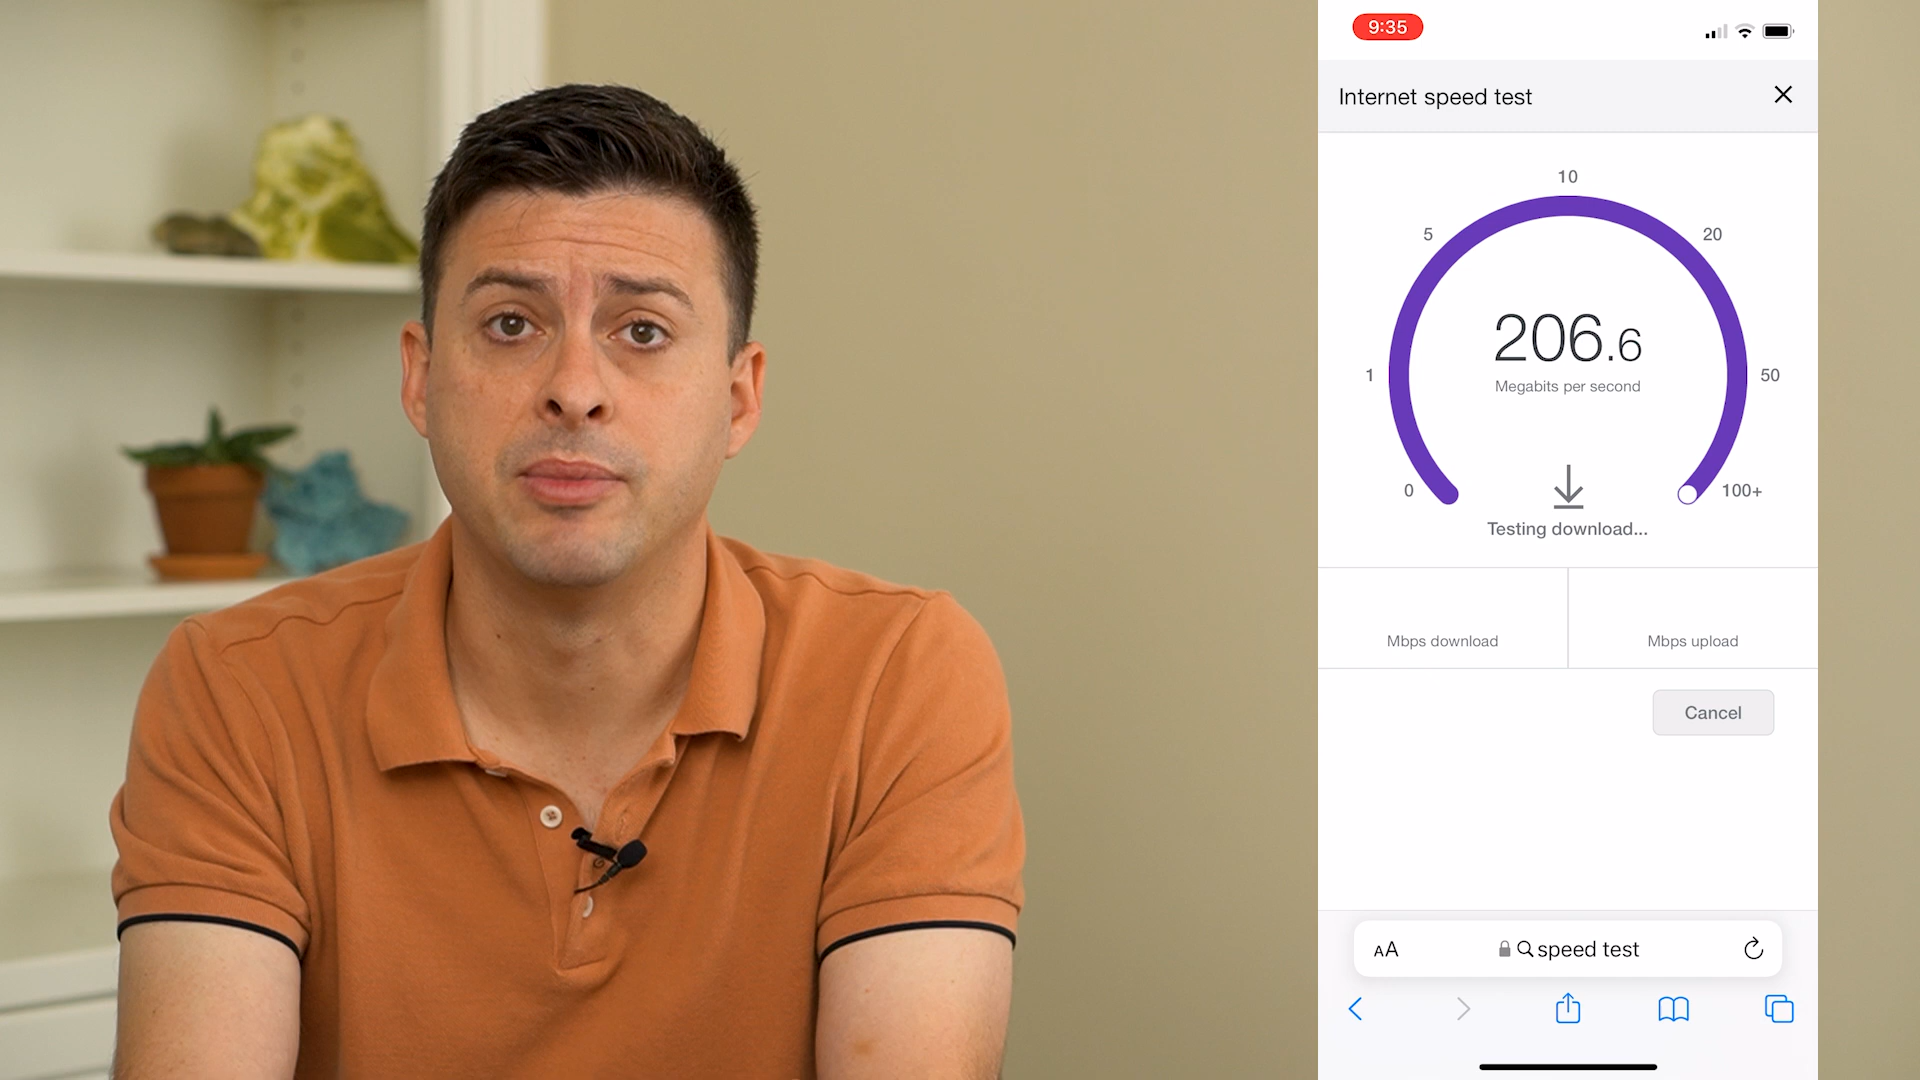 9:35
Internet speed test
10
5
20
206.6
Megabits per second
1
50
0
100+
Testing download...
Mbps download
Mbps upload
Cancel
AA
speed test